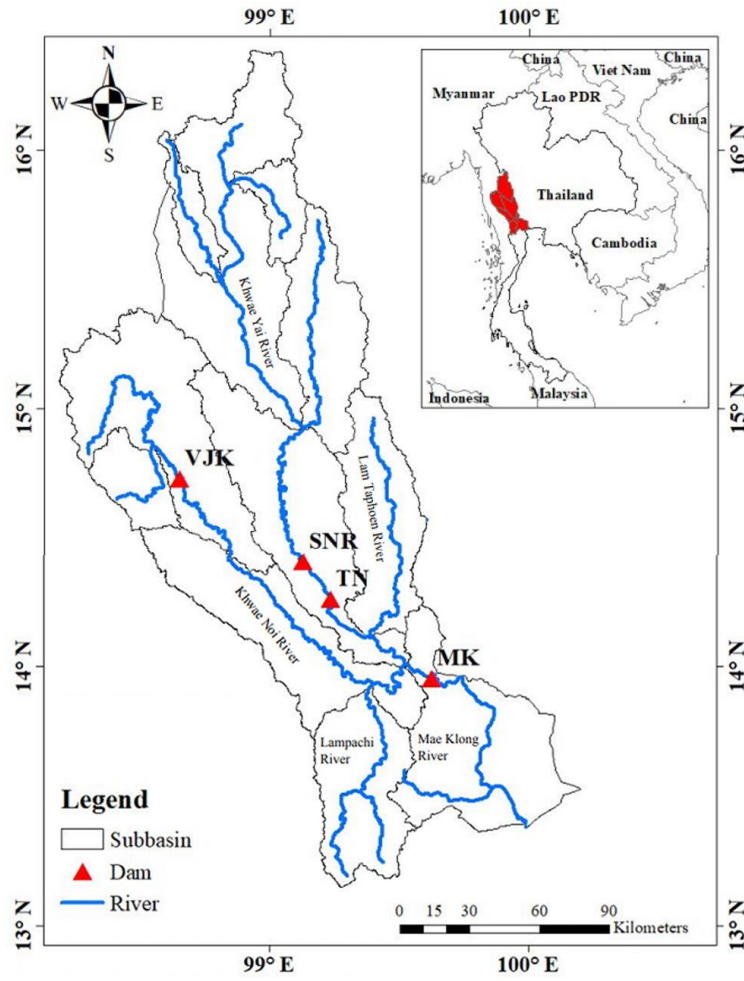 99° E
100° E
N
W
E
S
16° N
16° N
China
China
Viet Nam
Myanmar
Lao PDR
China
Thailand
Cambodia
Indonesia
Malaysia
Khwae Yai River
15° N
15° N
VJK
Lam Taphoen River
SNR
TN
Khwae Noi River
14° N
14° N
MK
Lampachi
River
Mae Klong
River
Legend
Subbasin
Dam
River
0 15 30 60 90
Kilometers
13° N
13° N
99° E
100° E